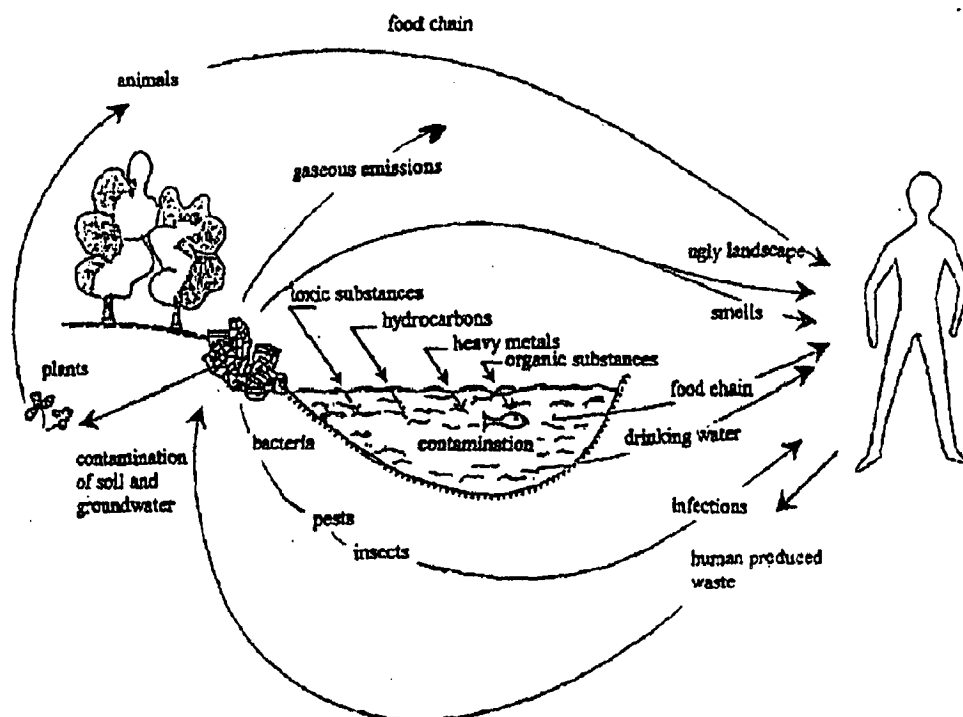 food chain
animals
gaseous emissions
ugly landscape
toxic substances
smells
hydrocarbons
heavy metals
organic substances
plants
food chain
bacteria
contamination
drinking water
contamination
of soil and
groundwater
infections
pests
insects
human produced
waste